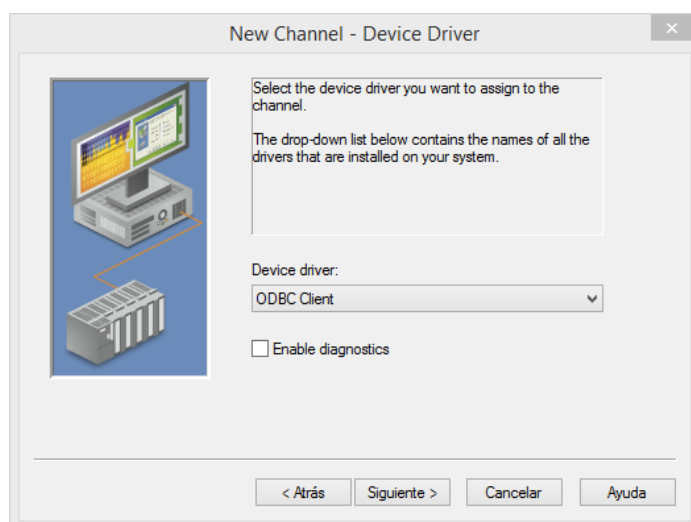 New Channel - Device Driver
Select the device driver you want to assign to the
channel.
The drop-down list below contains the names of all the
drivers that are installed on your system.
Device driver:
ODBC Client
Enable diagnostics
< Atrás Siguiente > Cancelar Ayuda